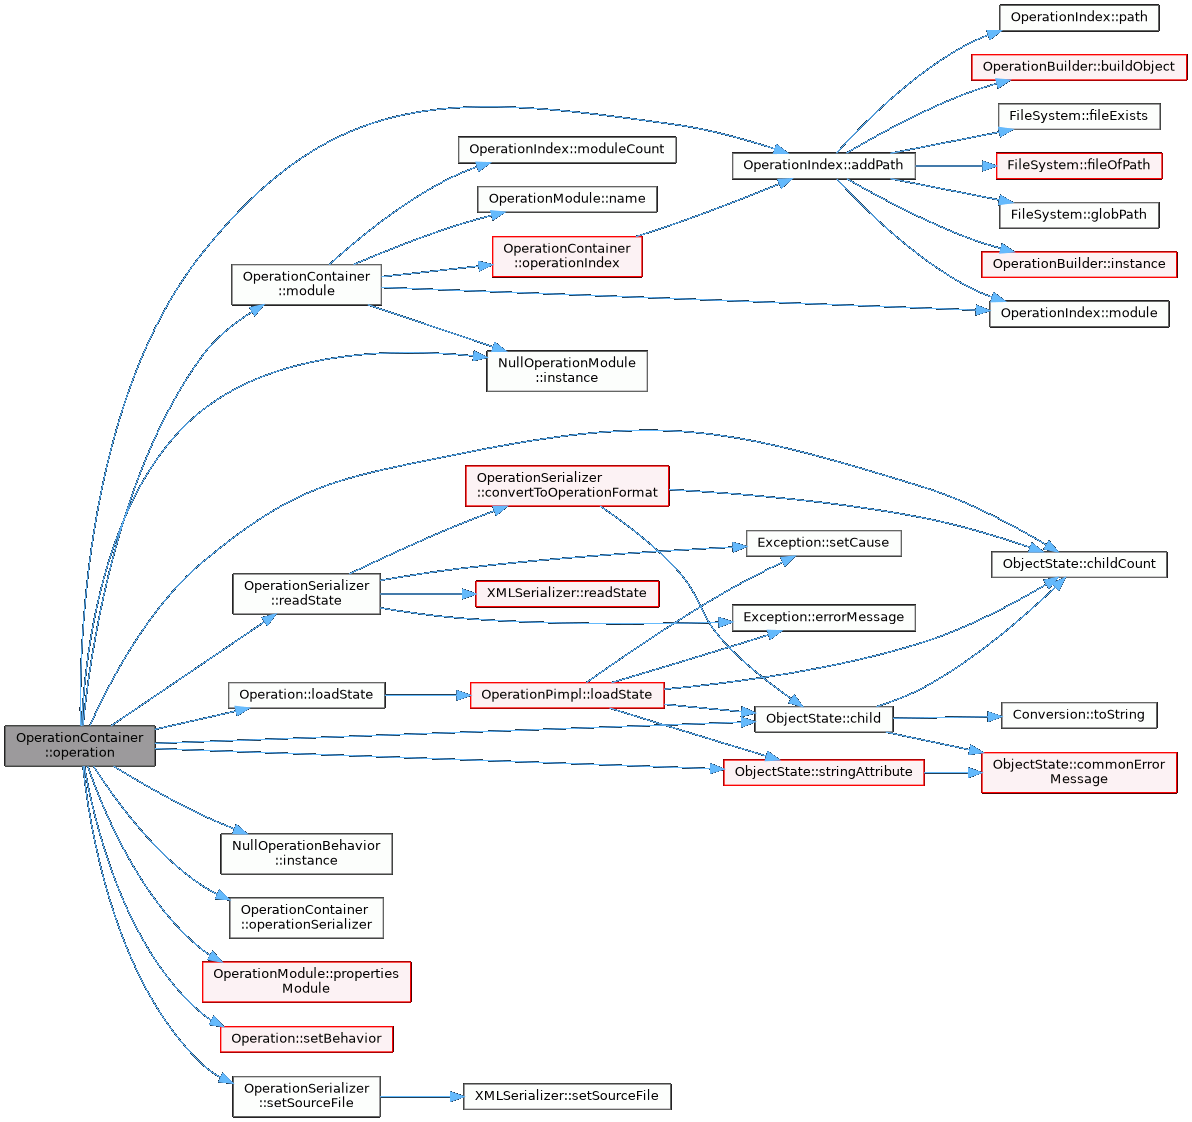 OperationIndex::path
OperationBuilder::buildObject
FileSystem::fileExists
OperationIndex::moduleCount
OperationIndex::addPath
FileSystem::fileOfPath
OperationModule::name
FileSystem::globPath
OperationContainer
::operationIndex
OperationBuilder::instance
OperationContainer
::module
OperationIndex::module
NullOperationModule
::instance
OperationSerializer
::convertToOperationFormat
Exception::setCause
ObjectState::childCount
OperationSerializer
::readState
XMLSerializer::readState
Exception::errorMessage
Operation::loadState
OperationPimpl::loadState
ObjectState::child
Conversion::toString
OperationContainer
::operation
ObjectState::stringAttribute
ObjectState::commonError
Message
NullOperationBehavior
::instance
OperationContainer
::operationSerializer
OperationModule::properties
Module
Operation::setBehavior
OperationSerializer
::setSourceFile
XMLSerializer::setSourceFile